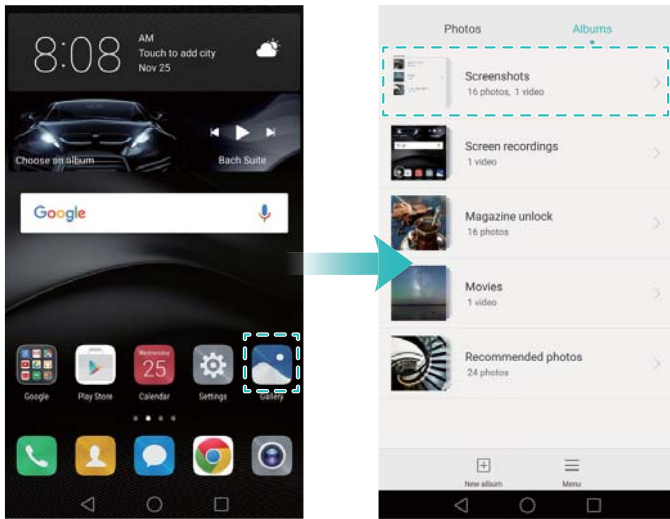 8:08
AM
Touch to add city
Nov 25
Choose an album
Bach Suite
Google
Wednesday
25
Google
Play Store
Calendar
Settings
Gallery
Photos
Albums
Screenshots
16 photos, 1 video
Screen recordings
1 video
Magazine unlock
16 photos
Movies
1 video
Recommended photos
24 photos
New album
Menu